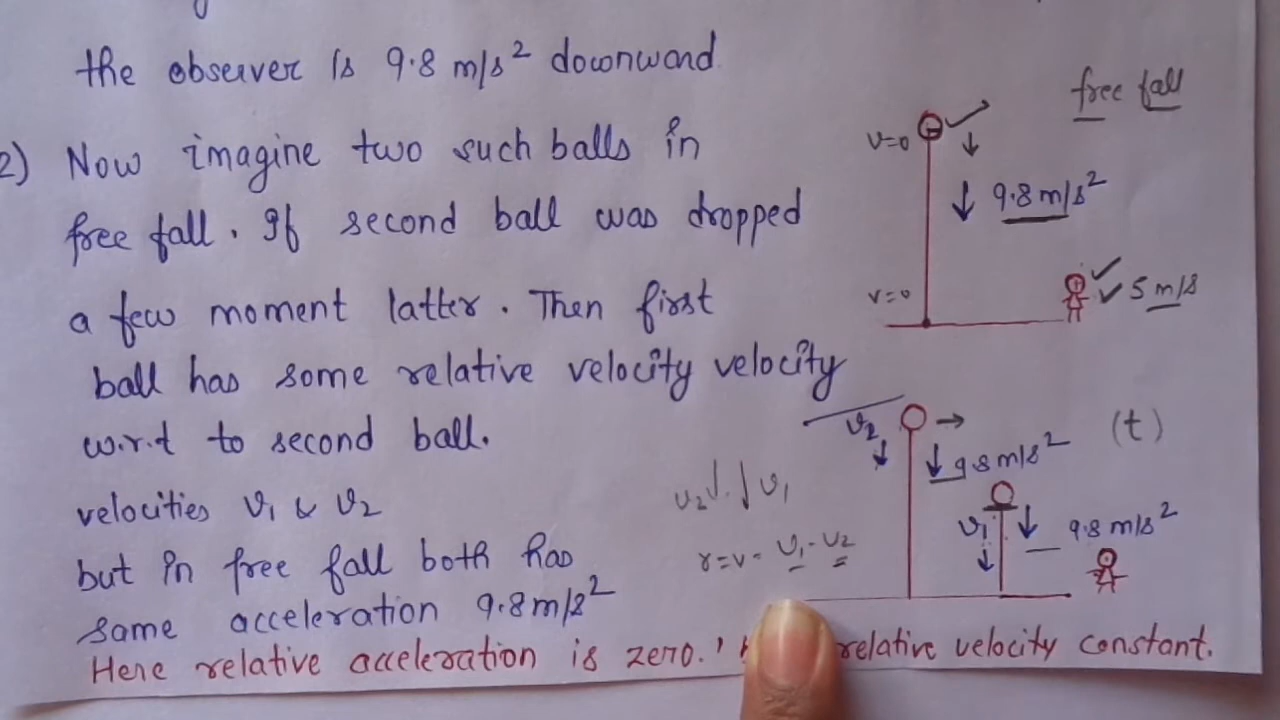 the observer is 9.8 m/s² downward
2) Now imagine two such balls in
free fall. If second ball was dropped
a few moment latter. Then first
ball has some relative velocity velocity
w.r.t to second ball.
velocities v₁ & v₂
but in free fall both has
same acceleration 9.8 m/s²
Here relative acceleration is zero.' relative velocity constant.
free fall
v=0
9.8 m/s²
v=0
5 m/s
v₂
9.8 m/s²
(t)
v₂ v₁
v₁
9.8 m/s²
r=v= v₁-v₂